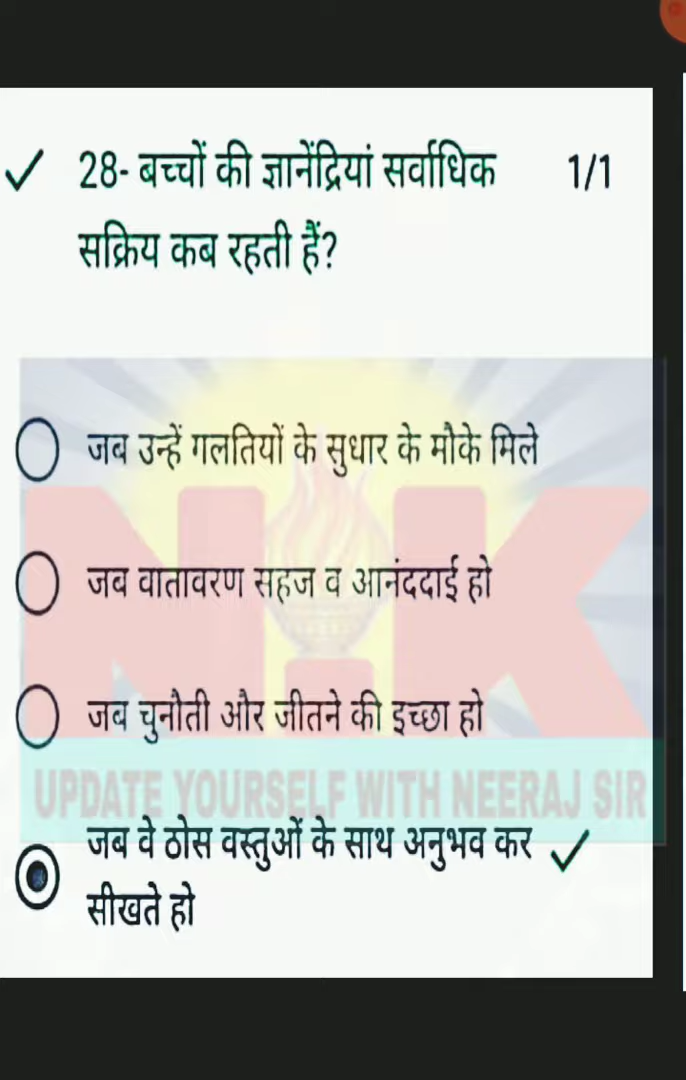 28- बच्चों की ज्ञानेंद्रियां सर्वाधिक 1/1
सक्रिय कब रहती हैं?
जब उन्हें गलतियों के सुधार के मौके मिले
जब वातावरण सहज व आनंददाई हो
जब चुनौती और जीतने की इच्छा हो
UPDATE YOURSELF WITH NEERAJ SIR
जब वे ठोस वस्तुओं के साथ अनुभव कर
सीखते हो
N.K